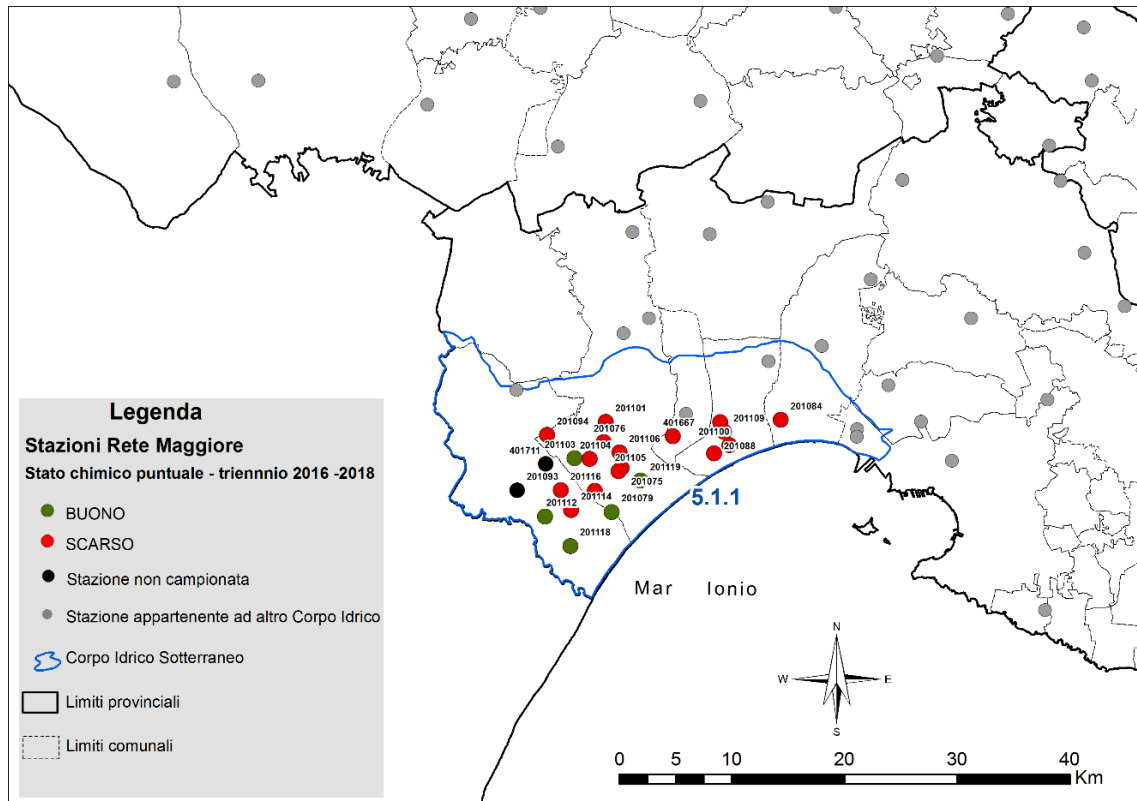 201101
201094
201076
401667
201109
201084
201103
201104
201106
201100
401711
201105
201088
201093
201116
201119
201075
201114
201079
201112
201118
5.1.1
Mar Ionio
N
W
E
S
0 5 10 20 30 40
Km
Legenda
Stazioni Rete Maggiore
Stato chimico puntuale - triennnio 2016 -2018
BUONO
SCARSO
Stazione non campionata
Stazione appartenente ad altro Corpo Idrico
Corpo Idrico Sotterraneo
Limiti provinciali
Limiti comunali